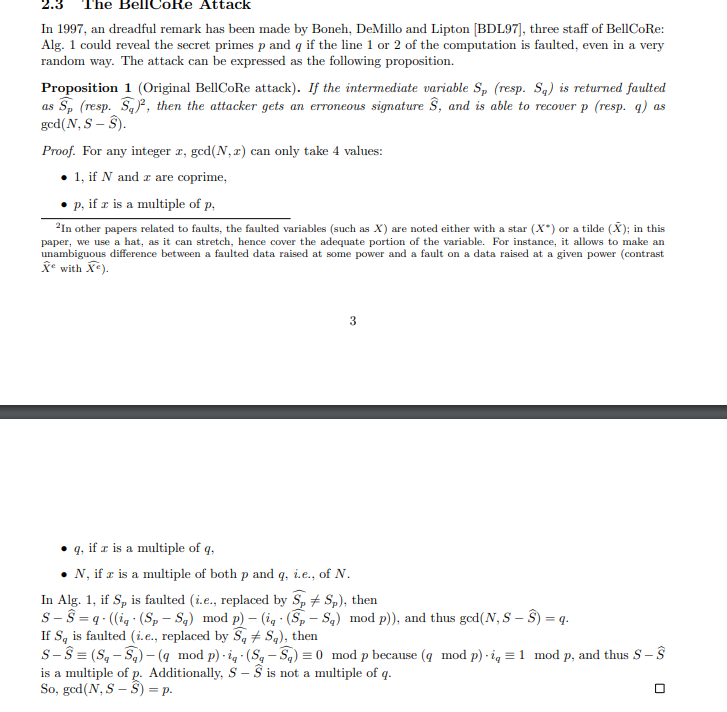 2.3 The BellCoRe Attack
In 1997, an dreadful remark has been made by Boneh, DeMillo and Lipton [BDL97], three staff of BellCoRe:
Alg. 1 could reveal the secret primes p and q if the line 1 or 2 of the computation is faulted, even in a very
random way. The attack can be expressed as the following proposition.
Proposition 1 (Original BellCoRe attack). If the intermediate variable S_p (resp. S_q) is returned faulted
as \widehat{S_p} (resp. \widehat{S_q})², then the attacker gets an erroneous signature \widehat{S}, and is able to recover p (resp. q) as
gcd(N, S − \widehat{S}).
Proof. For any integer x, gcd(N, x) can only take 4 values:
• 1, if N and x are coprime,
• p, if x is a multiple of p,
²In other papers related to faults, the faulted variables (such as X) are noted either with a star (X*) or a tilde (\tilde{X}); in this
paper, we use a hat, as it can stretch, hence cover the adequate portion of the variable. For instance, it allows to make an
unambiguous difference between a faulted data raised at some power and a fault on a data raised at a given power (contrast
\widehat{X}^e with \widehat{X^e}).
3
• q, if x is a multiple of q,
• N, if x is a multiple of both p and q, i.e., of N.
In Alg. 1, if S_p is faulted (i.e., replaced by \widehat{S_p} ≠ S_p), then
S − \widehat{S} = q · ((i_q · (S_p − S_q) mod p) − (i_q · (\widehat{S_p} − S_q) mod p)), and thus gcd(N, S − \widehat{S}) = q.
If S_q is faulted (i.e., replaced by \widehat{S_q} ≠ S_q), then
S − \widehat{S} ≡ (S_q − \widehat{S_q}) − (q mod p) · i_q · (S_q − \widehat{S_q}) ≡ 0 mod p because (q mod p) · i_q ≡ 1 mod p, and thus S − \widehat{S}
is a multiple of p. Additionally, S − \widehat{S} is not a multiple of q.
So, gcd(N, S − \widehat{S}) = p. □